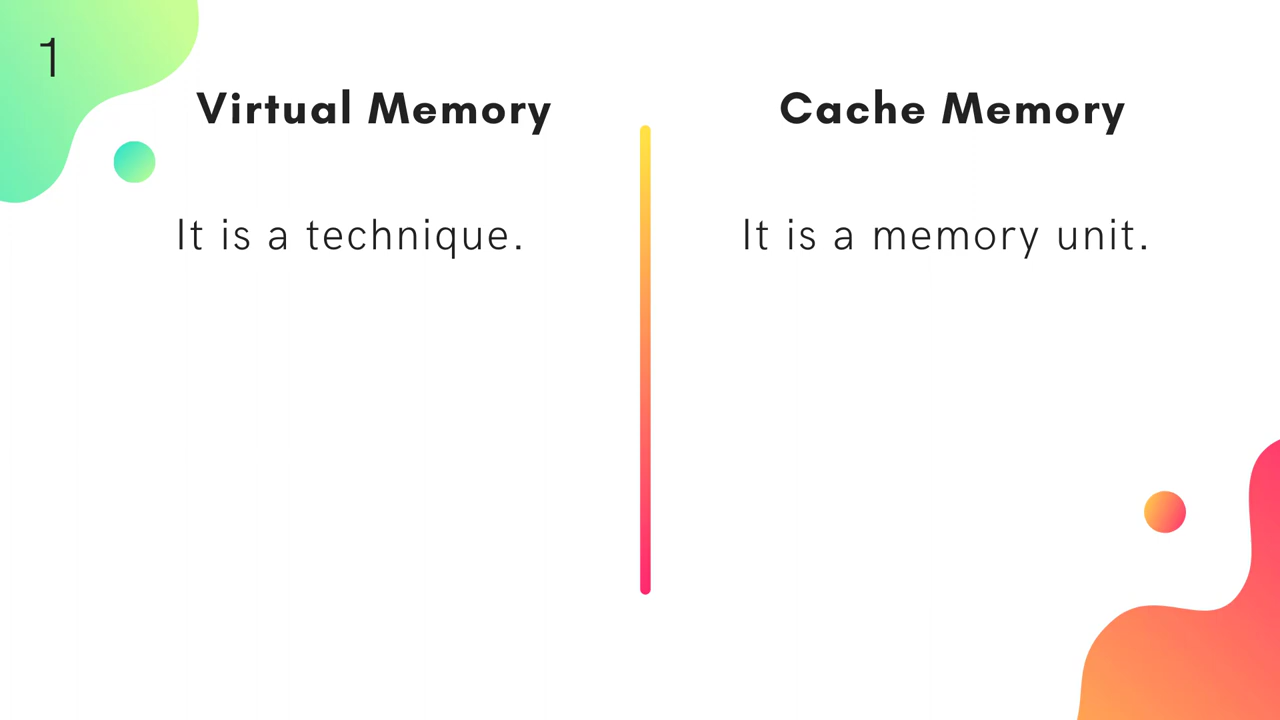 1
Virtual Memory
It is a technique.
Cache Memory
It is a memory unit.